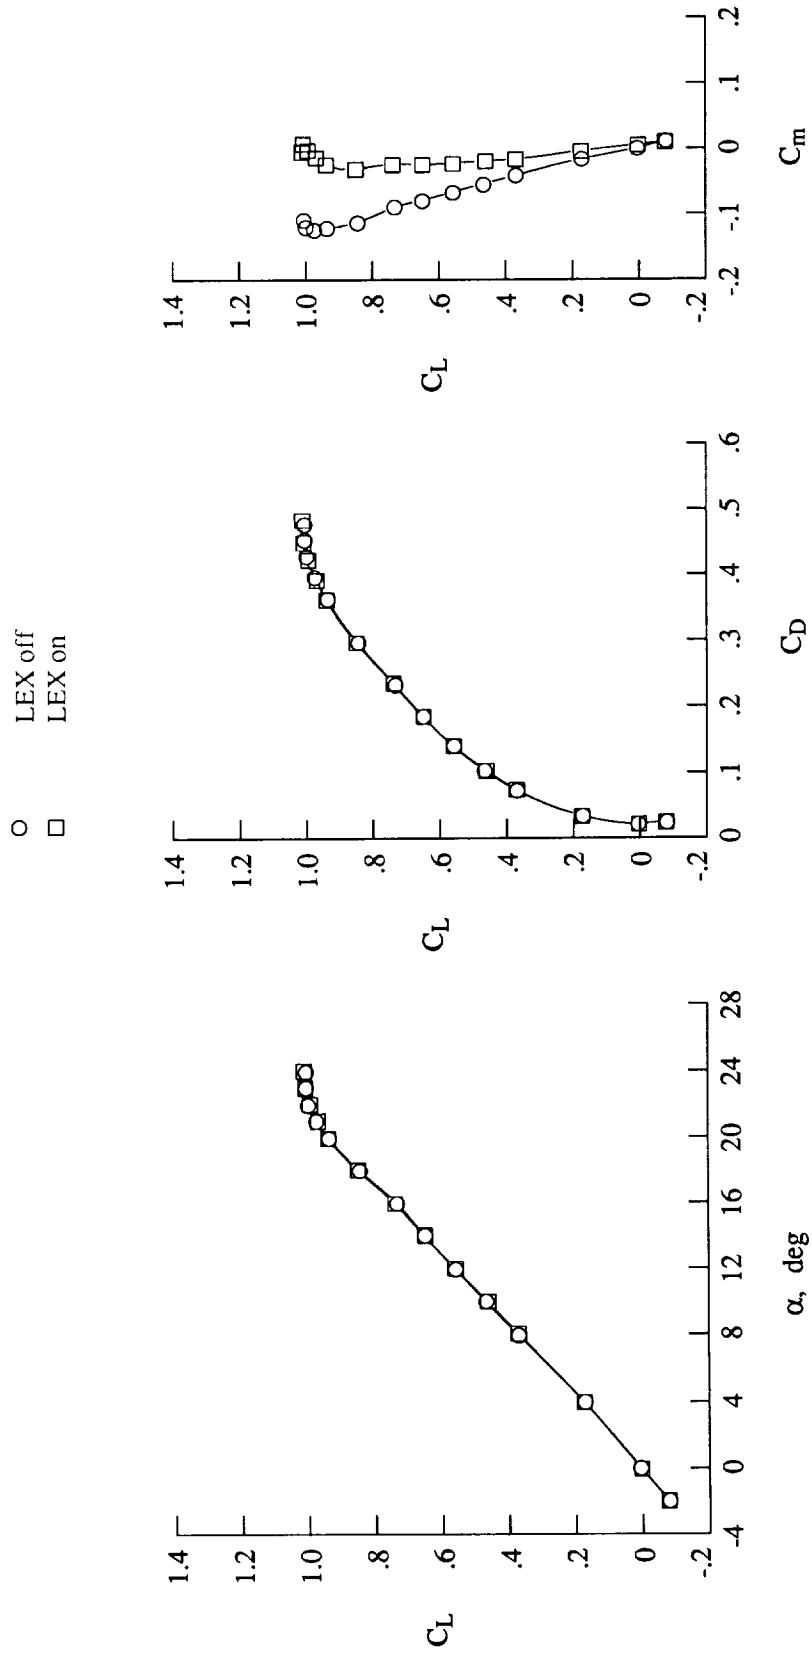 LEX off
LEX on
1.4
1.2
1.0
.8
.6
.4
.2
0
-.2
C_L
-4 0 4 8 12 16 20 24 28
α, deg
1.4
1.2
1.0
.8
.6
.4
.2
0
-.2
C_L
0 .1 .2 .3 .4 .5 .6
C_D
1.4
1.2
1.0
.8
.6
.4
.2
0
-.2
C_L
-.2 -.1 0 .1 .2
C_m